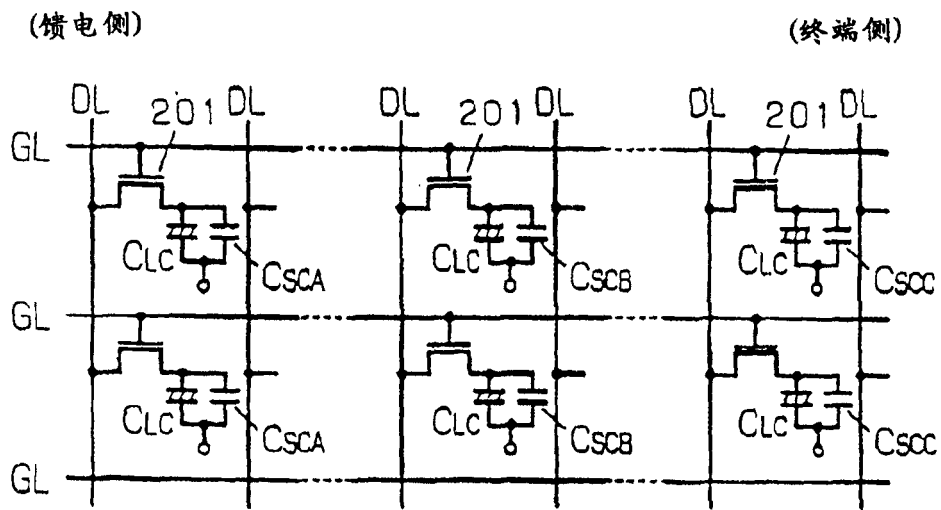 (馈电侧) (终端侧)
DL 201 DL DL 201 DL DL 201 DL
GL
CLC CSCA CLC CSCB CLC CSCC
GL
CLC CSCA CLC CSCB CLC CSCC
GL